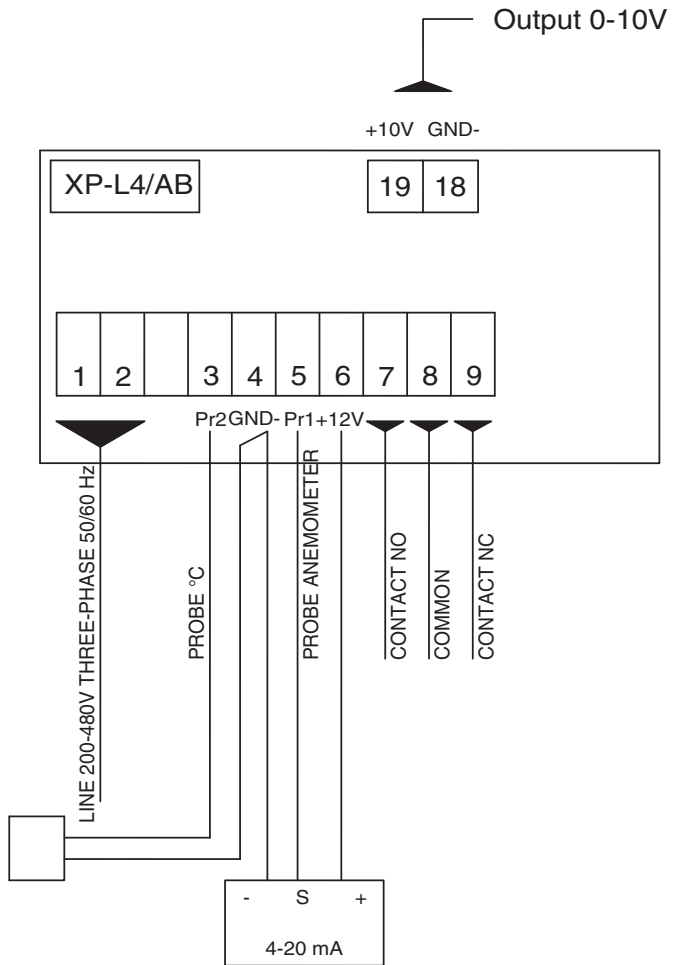 Output 0-10V
+10V GND-
XP-L4/AB
19 18
1 2 3 4 5 6 7 8 9
Pr2 GND- Pr1 +12V
LINE 200-480V THREE-PHASE 50/60 Hz
PROBE °C
PROBE ANEMOMETER
CONTACT NO
COMMON
CONTACT NC
- S +
4-20 mA